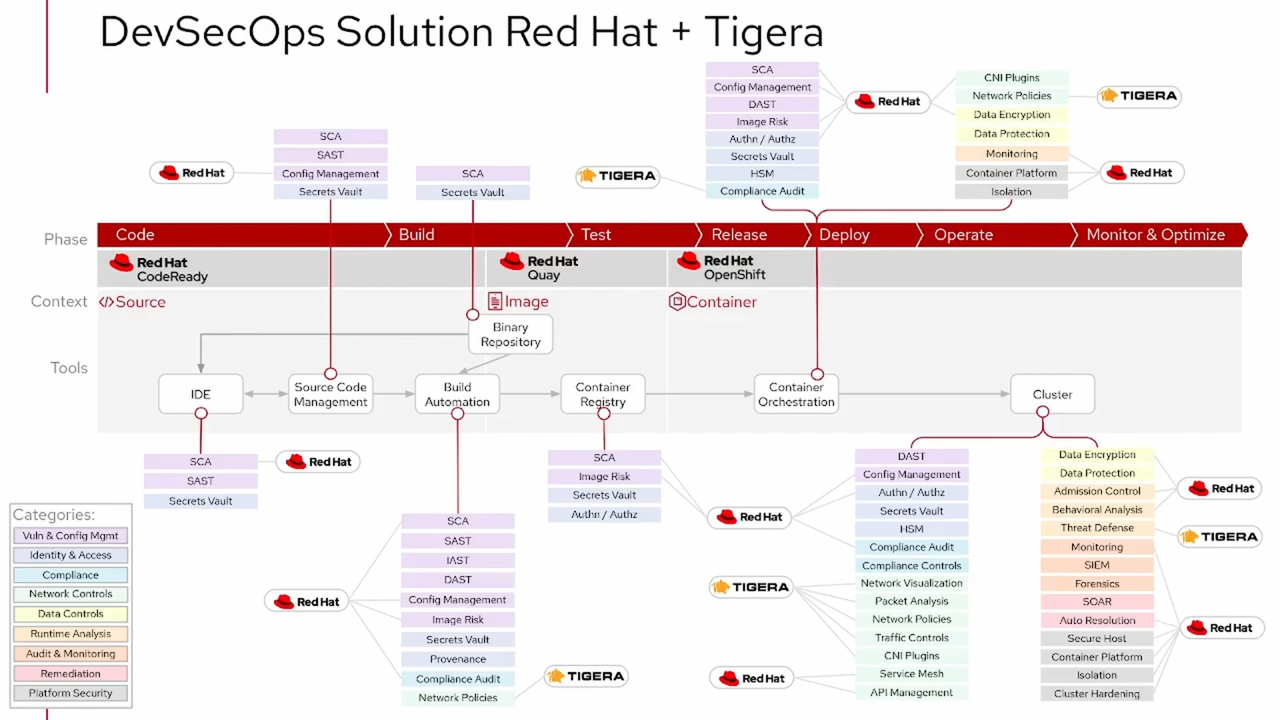 DevSecOps Solution Red Hat + Tigera
SCA
Config Management
DAST
Image Risk
Authn / Authz
Secrets Vault
HSM
Compliance Audit
Red Hat
TIGERA
CNI Plugins
Network Policies
Data Encryption
Data Protection
Monitoring
Container Platform
Isolation
TIGERA
Red Hat
Red Hat
SCA
SAST
Config Management
Secrets Vault
SCA
Secrets Vault
Phase
Code
Build
Test
Release
Deploy
Operate
Monitor & Optimize
Red Hat
CodeReady
Red Hat
Quay
Red Hat
OpenShift
Context
</>Source
Image
Container
Tools
Binary
Repository
IDE
Source Code
Management
Build
Automation
Container
Registry
Container
Orchestration
Cluster
SCA
SAST
Secrets Vault
Red Hat
Categories:
Vuln & Config Mgmt
Identity & Access
Compliance
Network Controls
Data Controls
Runtime Analysis
Audit & Monitoring
Remediation
Platform Security
Red Hat
SCA
SAST
IAST
DAST
Config Management
Image Risk
Secrets Vault
Provenance
Compliance Audit
Network Policies
TIGERA
SCA
Image Risk
Secrets Vault
Authn / Authz
Red Hat
TIGERA
Red Hat
DAST
Config Management
Authn / Authz
Secrets Vault
HSM
Compliance Audit
Compliance Controls
Network Visualization
Packet Analysis
Network Policies
Traffic Controls
CNI Plugins
Service Mesh
API Management
Data Encryption
Data Protection
Admission Control
Behavioral Analysis
Threat Defense
Monitoring
SIEM
Forensics
SOAR
Auto Resolution
Secure Host
Container Platform
Isolation
Cluster Hardening
Red Hat
TIGERA
Red Hat